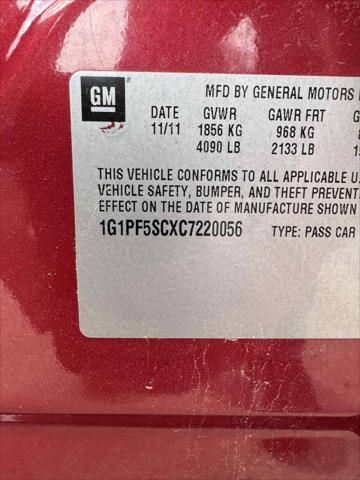 GM
MFD BY GENERAL MOTORS
DATE GVWR GAWR FRT
11/11 1856 KG 968 KG
4090 LB 2133 LB
THIS VEHICLE CONFORMS TO ALL APPLICABLE U.
VEHICLE SAFETY, BUMPER, AND THEFT PREVENT
THE DATE OF MANUFACTURE SHOWN
1G1PF5SCXC7220056 TYPE: PASS CAR